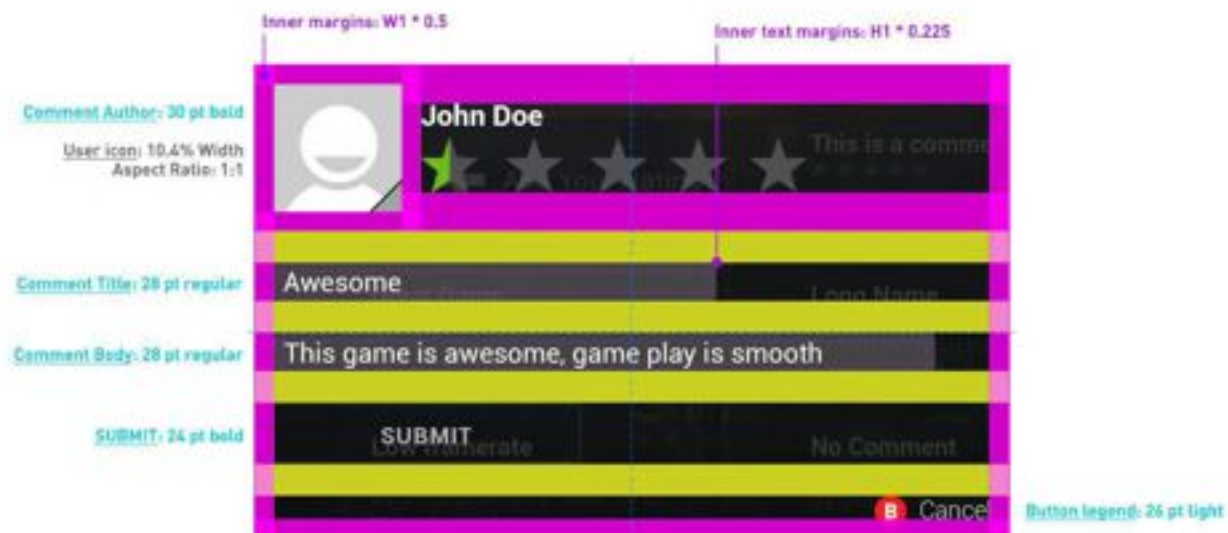 Inner margins: W1 * 0.5
Inner text margins: H1 * 0.225
Comment Author: 30 pt bold
User icon: 10.4% Width
Aspect Ratio: 1:1
John Doe
This is a comme
Comment Title: 28 pt regular
Awesome
Long Name
Comment Body: 28 pt regular
This game is awesome, game play is smooth
SUBMIT: 24 pt bold
SUBMIT
Low framerate
No Comment
B Cancel
Button legend: 26 pt light